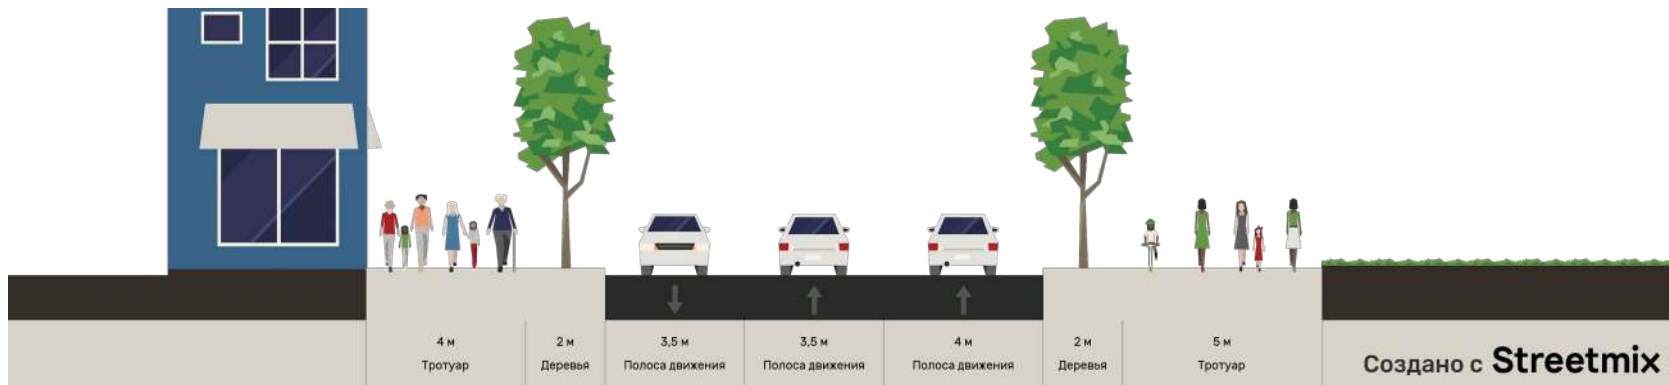 4 м
Тротуар
2 м
Деревья
3,5 м
Полоса движения
3,5 м
Полоса движения
4 м
Полоса движения
2 м
Деревья
5 м
Тротуар
Создано с Streetmix